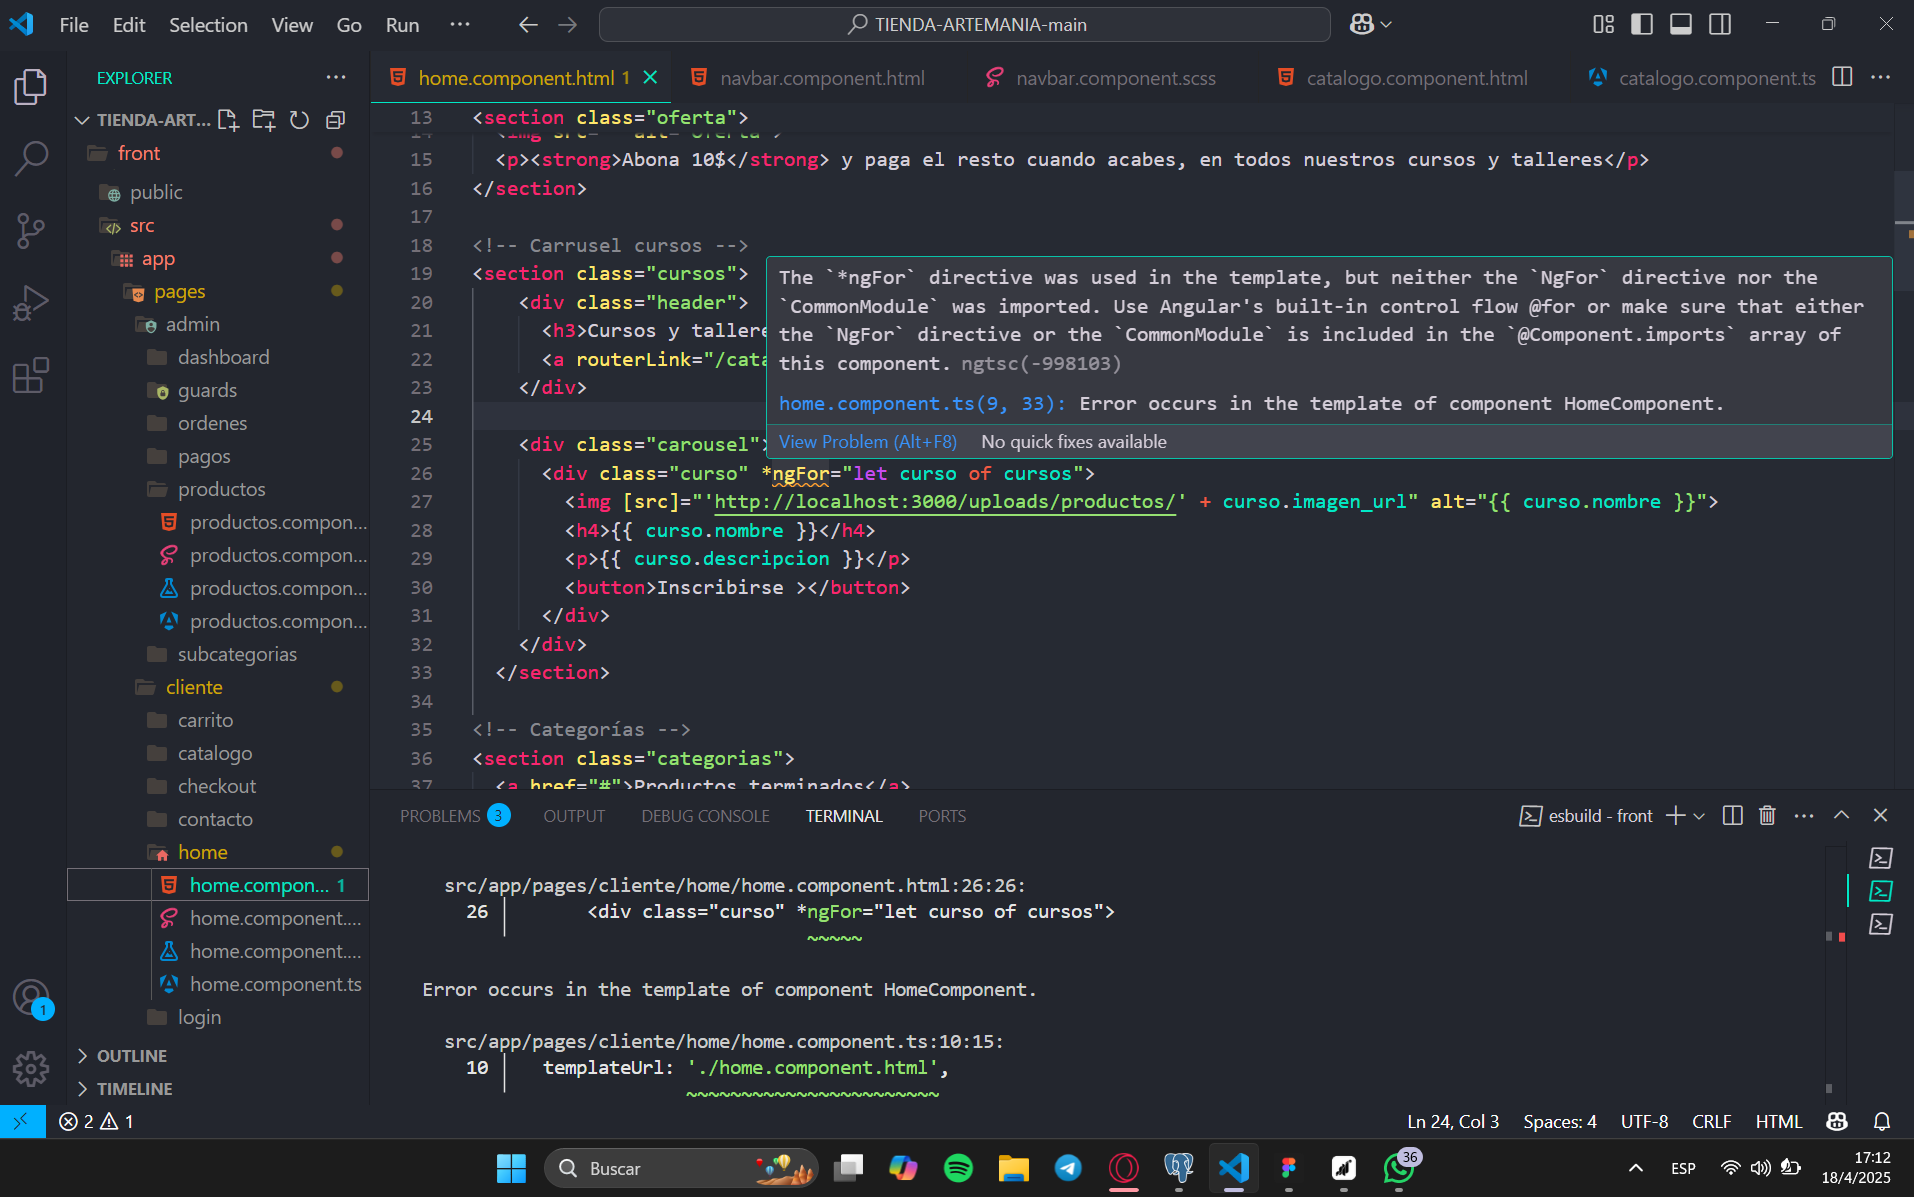 File Edit Selection View Go Run ···
TIENDA-ARTEMANIA-main
EXPLORER
TIENDA-ART...
front
public
src
app
pages
admin
dashboard
guards
ordenes
pagos
productos
productos.compon...
productos.compon...
productos.compon...
productos.compon...
subcategorias
cliente
carrito
catalogo
checkout
contacto
home
home.compon... 1
home.component....
home.component....
home.component.ts
login
OUTLINE
TIMELINE
home.component.html 1 navbar.component.html navbar.component.scss catalogo.component.html catalogo.component.ts
13 <section class="oferta">
15 <p><strong>Abona 10$</strong> y paga el resto cuando acabes, en todos nuestros cursos y talleres</p>
16 </section>
17
18 <!-- Carrusel cursos -->
19 <section class="cursos">
20 <div class="header">
21 <h3>Cursos y tallere
22 <a routerLink="/cata
23 </div>
24
25 <div class="carousel">
26 <div class="curso" *ngFor="let curso of cursos">
27 <img [src]="'http://localhost:3000/uploads/productos/' + curso.imagen_url" alt="{{ curso.nombre }}">
28 <h4>{{ curso.nombre }}</h4>
29 <p>{{ curso.descripcion }}</p>
30 <button>Inscribirse ></button>
31 </div>
32 </div>
33 </section>
34
35 <!-- Categorías -->
36 <section class="categorias">
37 <a href="#">Productos terminados</a>
The `*ngFor` directive was used in the template, but neither the `NgFor` directive nor the
`CommonModule` was imported. Use Angular's built-in control flow @for or make sure that either
the `NgFor` directive or the `CommonModule` is included in the `@Component.imports` array of
this component. ngtsc(-998103)
home.component.ts(9, 33): Error occurs in the template of component HomeComponent.
View Problem (Alt+F8) No quick fixes available
PROBLEMS 3 OUTPUT DEBUG CONSOLE TERMINAL PORTS
esbuild - front
src/app/pages/cliente/home/home.component.html:26:26:
26 │ <div class="curso" *ngFor="let curso of cursos">
~~~~~
Error occurs in the template of component HomeComponent.
src/app/pages/cliente/home/home.component.ts:10:15:
10 │ templateUrl: './home.component.html',
~~~~~~~~~~~~~~~~~~~~~~~
1
2 1
Ln 24, Col 3 Spaces: 4 UTF-8 CRLF HTML
Buscar
36
ESP
17:12
18/4/2025